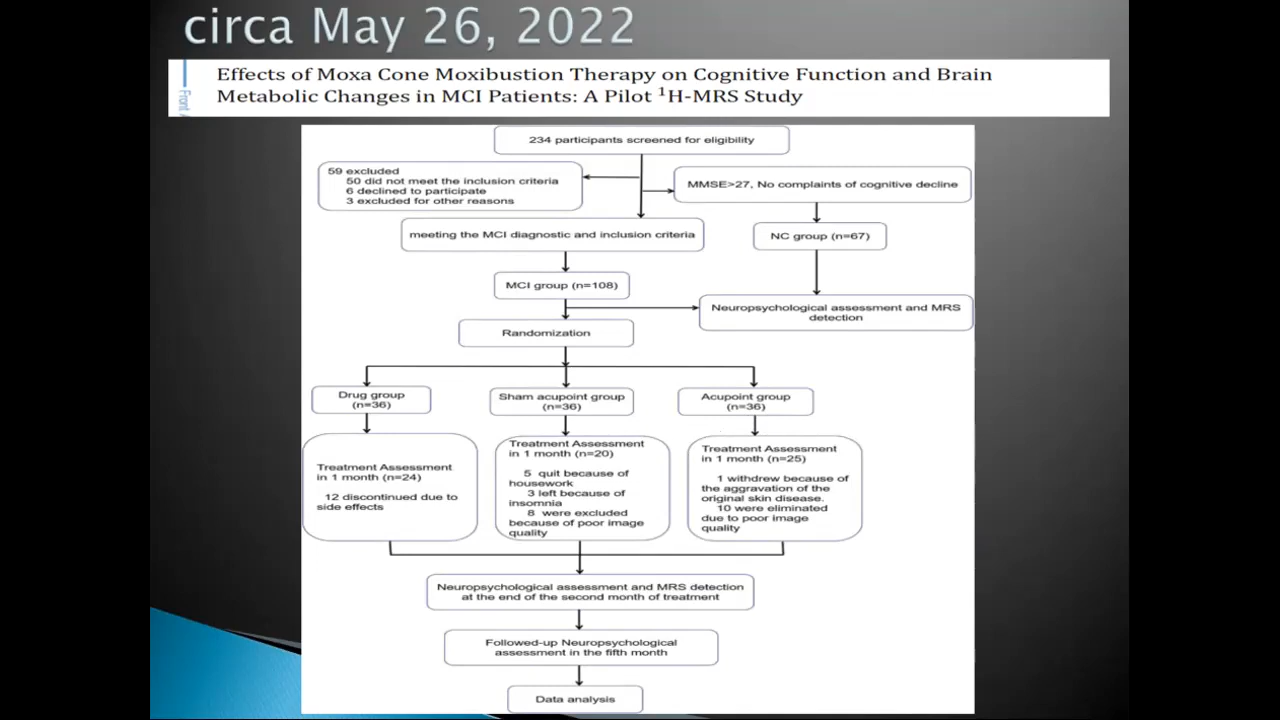 circa May 26, 2022
Effects of Moxa Cone Moxibustion Therapy on Cognitive Function and Brain
Metabolic Changes in MCI Patients: A Pilot ¹H-MRS Study
Front
234 participants screened for eligibility
59 excluded
50 did not meet the inclusion criteria
6 declined to participate
3 excluded for other reasons
MMSE>27, No complaints of cognitive decline
meeting the MCI diagnostic and inclusion criteria
NC group (n=67)
MCI group (n=108)
Neuropsychological assessment and MRS
detection
Randomization
Drug group
(n=36)
Sham acupoint group
(n=36)
Acupoint group
(n=36)
Treatment Assessment
in 1 month (n=24)
12 discontinued due to
side effects
Treatment Assessment
in 1 month (n=20)
5 quit because of
housework
3 left because of
insomnia
8 were excluded
because of poor image
quality
Treatment Assessment
in 1 month (n=25)
1 withdrew because of
the aggravation of the
original skin disease.
10 were eliminated
due to poor image
quality
Neuropsychological assessment and MRS detection
at the end of the second month of treatment
Followed-up Neuropsychological
assessment in the fifth month
Data analysis